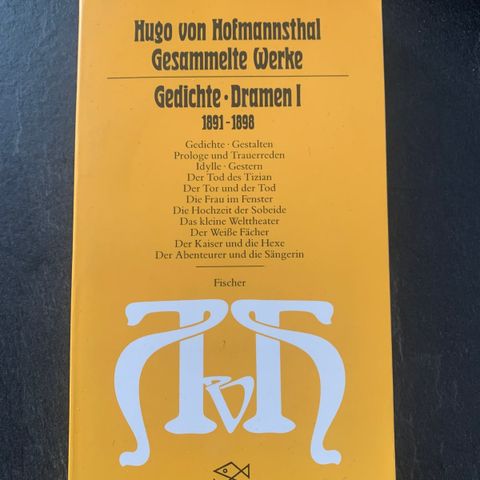 Hugo von Hofmannsthal
Gesammelte Werke
Gedichte · Dramen I
1891-1898
Gedichte · Gestalten
Prologe und Trauerreden
Idylle · Gestern
Der Tod des Tizian
Der Tor und der Tod
Die Frau im Fenster
Die Hochzeit der Sobeide
Das kleine Welttheater
Der Weiße Fächer
Der Kaiser und die Hexe
Der Abenteurer und die Sängerin
Fischer
HvH